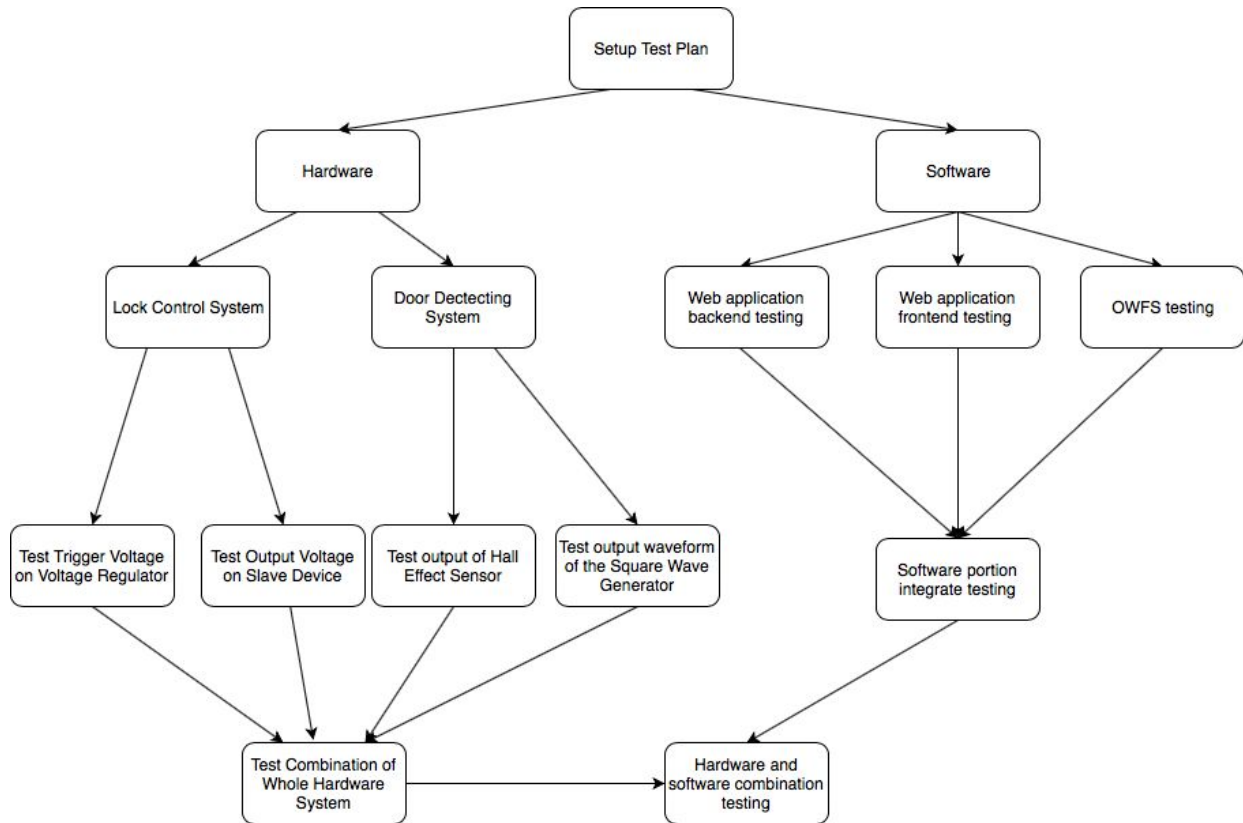 Setup Test Plan
Hardware
Software
Lock Control System
Door Dectecting
System
Web application
backend testing
Web application
frontend testing
OWFS testing
Test Trigger Voltage
on Voltage Regulator
Test Output Voltage
on Slave Device
Test output of Hall
Effect Sensor
Test output waveform
of the Square Wave
Generator
Software portion
integrate testing
Test Combination of
Whole Hardware
System
Hardware and
software combination
testing